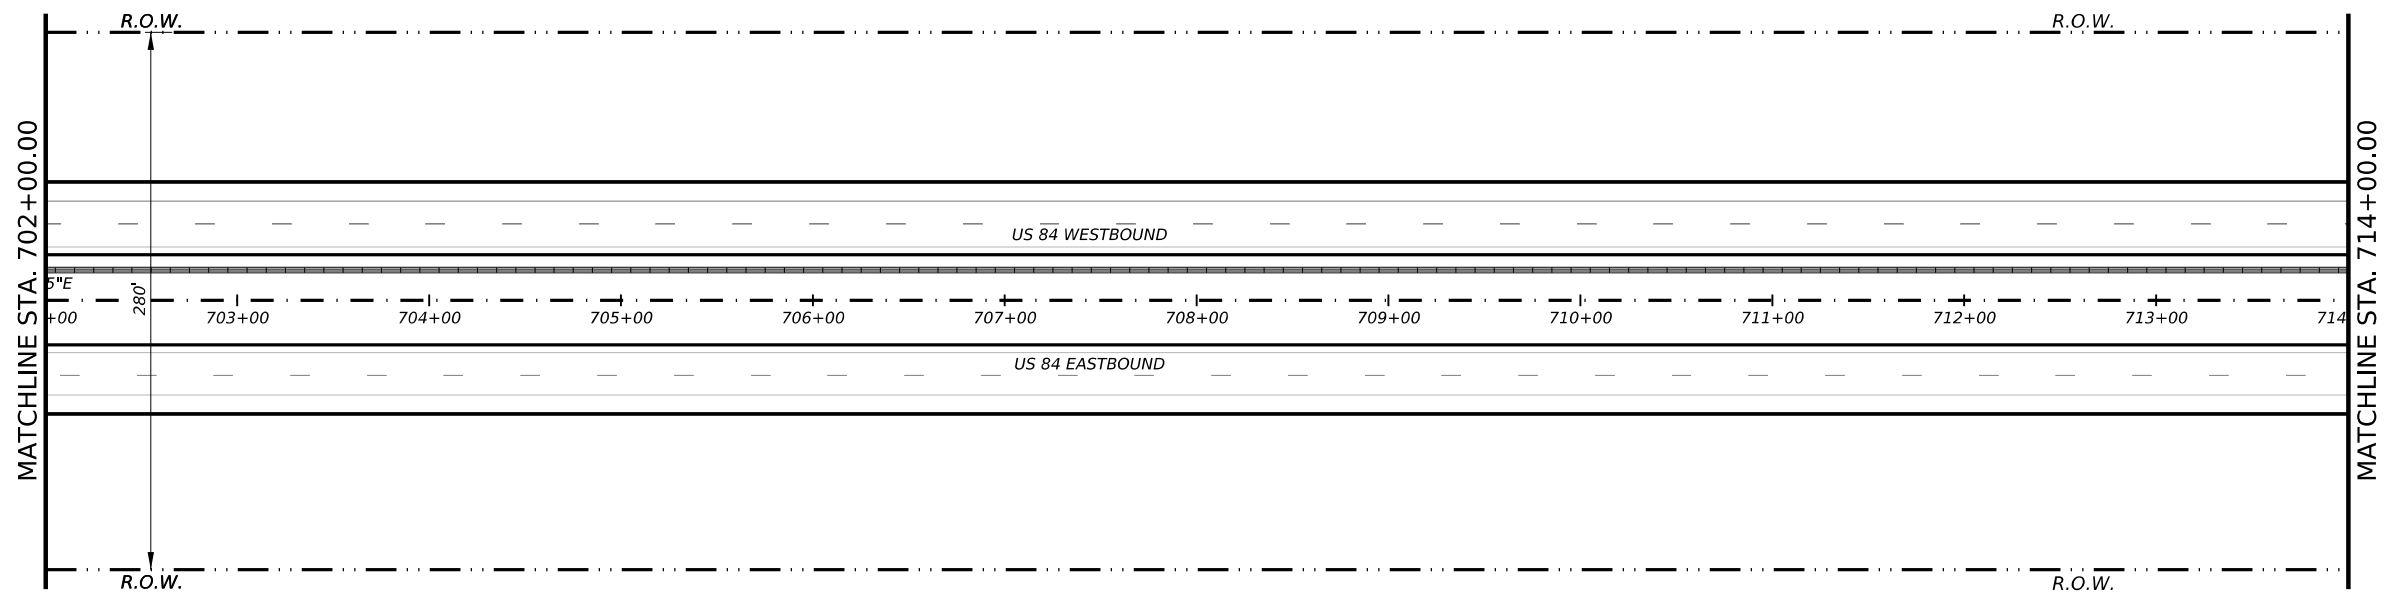 R.O.W.
R.O.W.
MATCHLINE STA. 702+00.00
MATCHLINE STA. 714+00.00
US 84 WESTBOUND
5"E
280'
+00
703+00
704+00
705+00
706+00
707+00
708+00
709+00
710+00
711+00
712+00
713+00
714
US 84 EASTBOUND
R.O.W.
R.O.W.